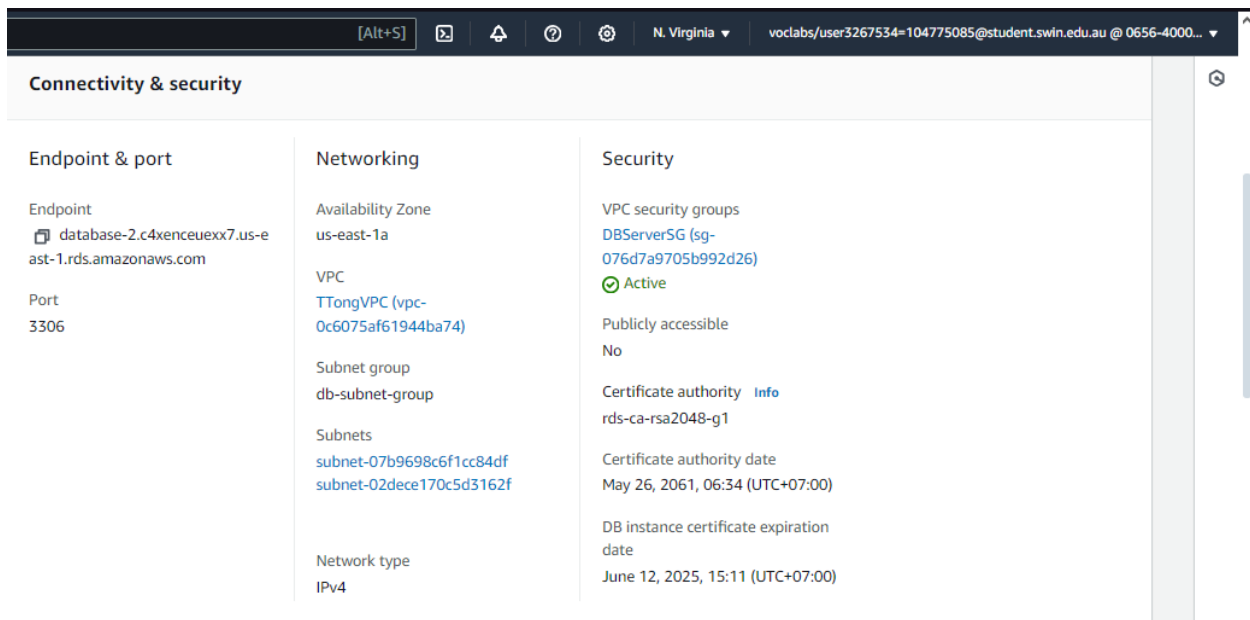 [Alt+S]
N. Virginia ▼
voclabs/user3267534=104775085@student.swin.edu.au @ 0656-4000... ▼
Connectivity & security
Endpoint & port
Endpoint
database-2.c4xenceuexx7.us-e
ast-1.rds.amazonaws.com
Port
3306
Networking
Availability Zone
us-east-1a
VPC
TTongVPC (vpc-
0c6075af61944ba74)
Subnet group
db-subnet-group
Subnets
subnet-07b9698c6f1cc84df
subnet-02dece170c5d3162f
Network type
IPv4
Security
VPC security groups
DBServerSG (sg-
076d7a9705b992d26)
Active
Publicly accessible
No
Certificate authority Info
rds-ca-rsa2048-g1
Certificate authority date
May 26, 2061, 06:34 (UTC+07:00)
DB instance certificate expiration
date
June 12, 2025, 15:11 (UTC+07:00)